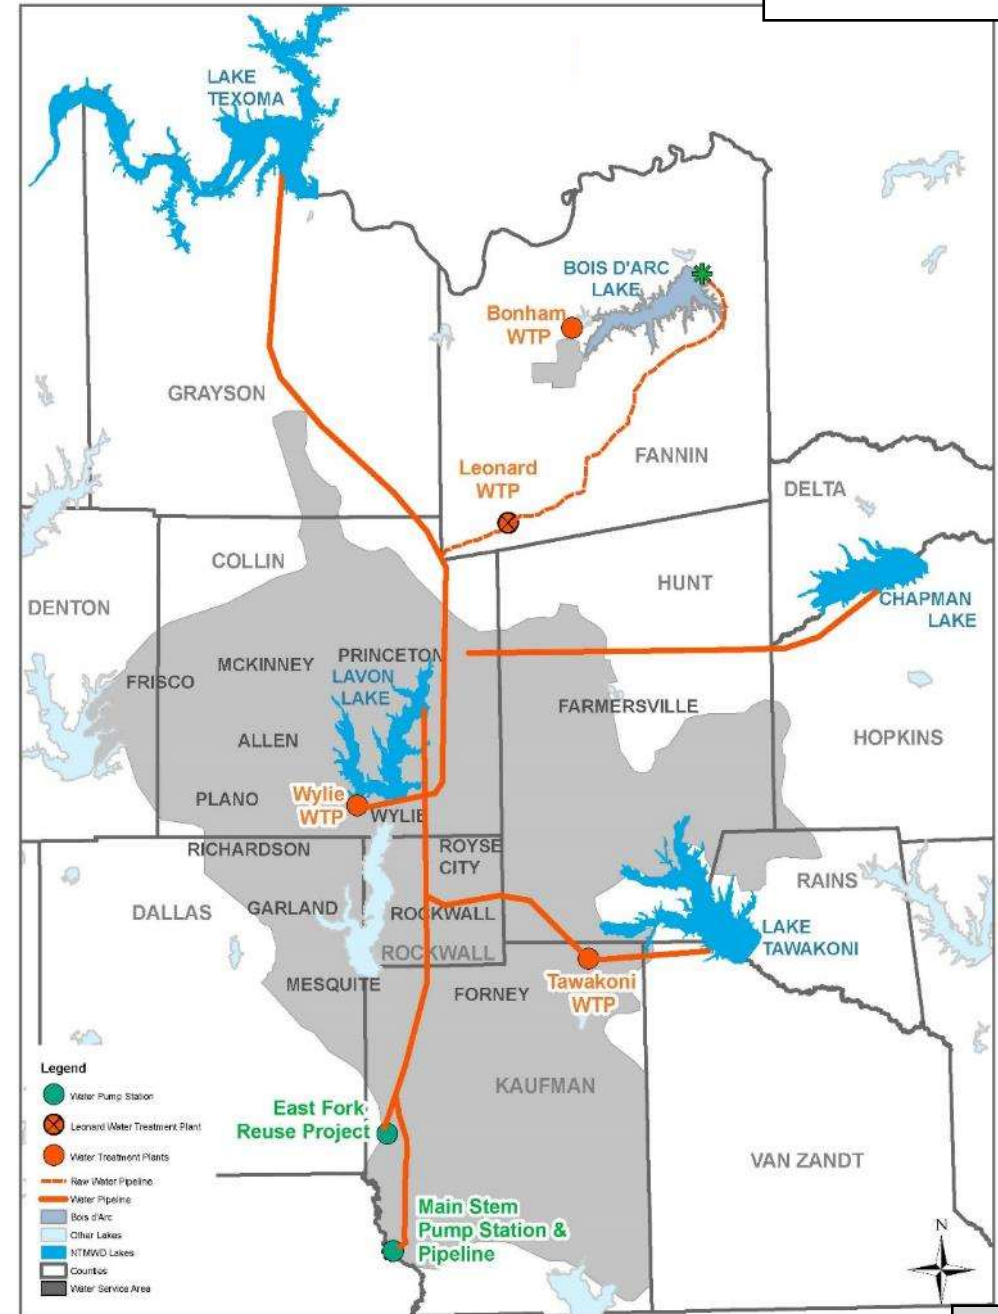 LAKE
TEXOMA
BOIS D'ARC
LAKE
Bonham
WTP
GRAYSON
FANNIN
Leonard
WTP
DELTA
COLLIN
HUNT
DENTON
CHAPMAN
LAKE
MCKINNEY
PRINCETON
FRISCO
LAVON
LAKE
FARMERSVILLE
ALLEN
HOPKINS
PLANO
Wylie
WTP
WYLIE
RICHARDSON
ROYSE
CITY
RAINS
DALLAS
GARLAND
ROCKWALL
LAKE
TAWAKONI
ROCKWALL
MESQUITE
FORNEY
Tawakoni
WTP
KAUFMAN
East Fork
Reuse Project
VAN ZANDT
Main Stem
Pump Station &
Pipeline
Legend
Water Pump Station
Leonard Water Treatment Plant
Water Treatment Plants
Raw Water Pipeline
Water Pipeline
Bois d'Arc
Other Lakes
NTMWD Lakes
Counties
Water Service Area
N